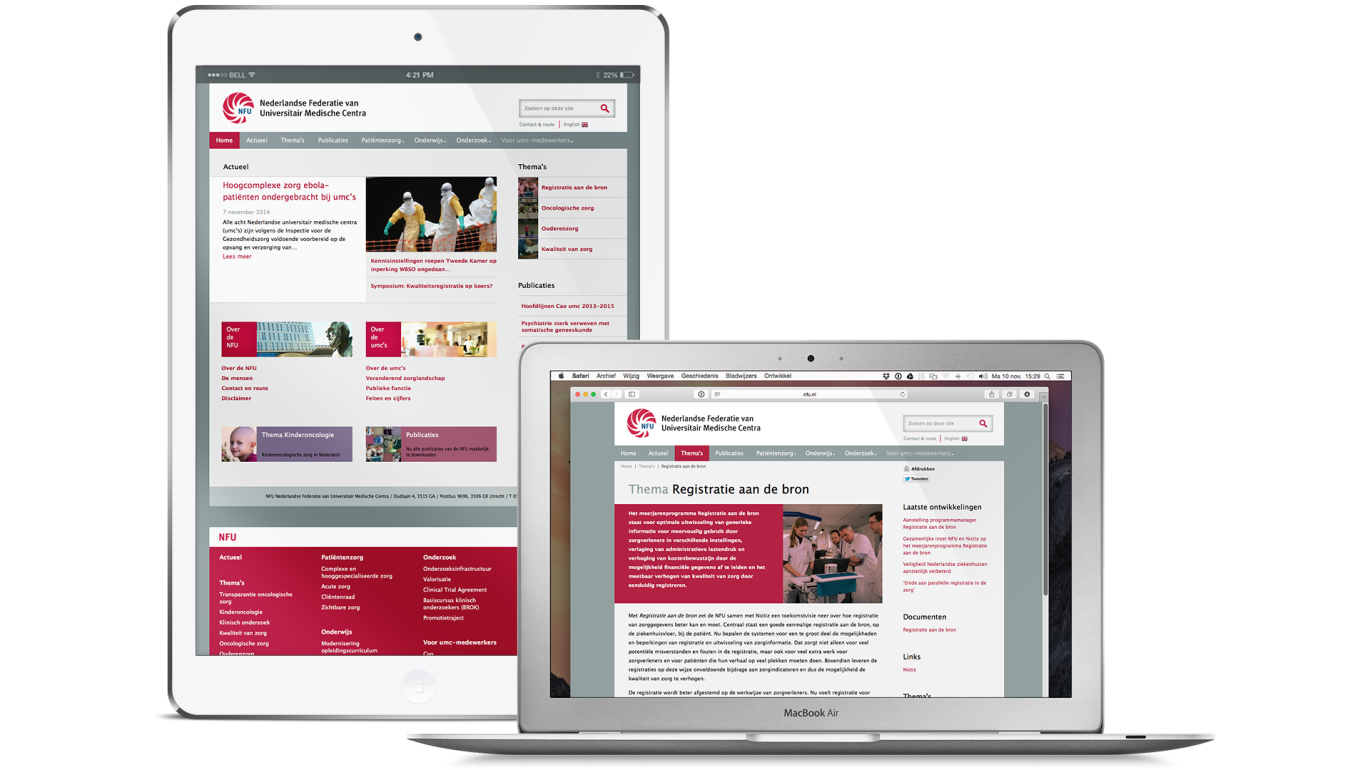 BELL
4:21 PM
22%
NFU
Nederlandse Federatie van
Universitair Medische Centra
Zoeken op deze site
Contact & route
English
Home
Actueel
Thema's
Publicaties
Patiëntenzorg
Onderwijs
Onderzoek
Voor umc-medewerkers
Actueel
Hoogcomplexe zorg ebola-
patiënten ondergebracht bij umc's
7 november 2014
Alle acht Nederlandse universitair medische centra
(umc's) zijn volgens de Inspectie voor de
Gezondheidszorg voldoende voorbereid op de
opvang en verzorging van...
Lees meer
Kennisinstellingen roepen Tweede Kamer op
inperking WBSO ongedaan...
Symposium: Kwaliteitsregistratie op koers?
Thema's
Registratie aan de bron
Oncologische zorg
Ouderenzorg
Kwaliteit van zorg
Publicaties
Hoofdlijnen Cao umc 2013-2015
Psychiatrie sterk verweven met
somatische geneeskunde
Over
de
NFU
Over de NFU
De mensen
Contact en route
Disclaimer
Over
de
umc's
Over de umc's
Veranderend zorglandschap
Publieke functie
Feiten en cijfers
Thema Kinderoncologie
Kinderoncologische zorg in Nederland
Publicaties
Nu alle publicaties van de NFU makkelijk
te downloaden
NFU Nederlandse Federatie van Universitair Medische Centra / Oudlaan 4, 3515 GA / Postbus 9696, 3506 GR Utrecht / T 03
NFU
Actueel
Thema's
Transparantie oncologische
zorg
Kinderoncologie
Klinisch onderzoek
Kwaliteit van zorg
Oncologische zorg
Ouderenzorg
Patiëntenzorg
Complexe en
hooggespecialiseerde zorg
Acute zorg
Cliëntenraad
Zichtbare zorg
Onderwijs
Modernisering
opleidingscurriculum
Onderzoek
Onderzoeksinfrastructuur
Valorisatie
Clinical Trial Agreement
Basiscursus klinisch
onderzoekers (BROK)
Promotietraject
Voor umc-medewerkers
Cao
Safari Archief Wijzig Weergave Geschiedenis Bladwijzers Ontwikkel
Ma 10 nov. 15:29
nfu.nl
NFU
Nederlandse Federatie van
Universitair Medische Centra
Zoeken op deze site
Contact & route
English
Home
Actueel
Thema's
Publicaties
Patiëntenzorg
Onderwijs
Onderzoek
Voor umc-medewerkers
Home | Thema's | Registratie aan de bron
Afdrukken
Tweeten
Thema Registratie aan de bron
Het meerjarenprogramma Registratie aan de bron
staat voor optimale uitwisseling van generieke
informatie voor meervoudig gebruik door
zorgverleners in verschillende instellingen,
verlaging van administratieve lastendruk en
verhoging van kostenbewustzijn door de
mogelijkheid financiële gegevens af te leiden en het
meetbaar verhogen van kwaliteit van zorg door
eenduidig registreren.
Met Registratie aan de bron zet de NFU samen met Nictiz een toekomstvisie neer over hoe registratie
van zorggegevens beter kan en moet. Centraal staat een goede eenmalige registratie aan de bron, op
de ziekenhuisvloer, bij de patiënt. Nu bepalen de systemen voor een te groot deel de mogelijkheden
en beperkingen van registratie en uitwisseling van zorginformatie. Dat zorgt niet alleen voor veel
potentiële misverstanden en fouten in de registratie, maar ook voor veel extra werk voor
zorgverleners en voor patiënten die hun verhaal op veel plekken moeten doen. Bovendien leveren de
registraties op deze wijze onvoldoende bijdrage aan zorgindicatoren en dus de mogelijkheid de
kwaliteit van zorg te verhogen.
De registratie wordt beter afgestemd op de werkwijze van zorgverleners. Nu voelt registratie voor
Laatste ontwikkelingen
Aanstelling programmamanager
Registratie aan de bron
Gezamenlijke inzet NFU en Nictiz op
het meerjarenprogramma Registratie
aan de bron
Veiligheid Nederlandse ziekenhuizen
aanzienlijk verbeterd
'Einde aan parallelle registratie in de
zorg'
Documenten
Registratie aan de bron
Links
Nictiz
Thema's
MacBook Air